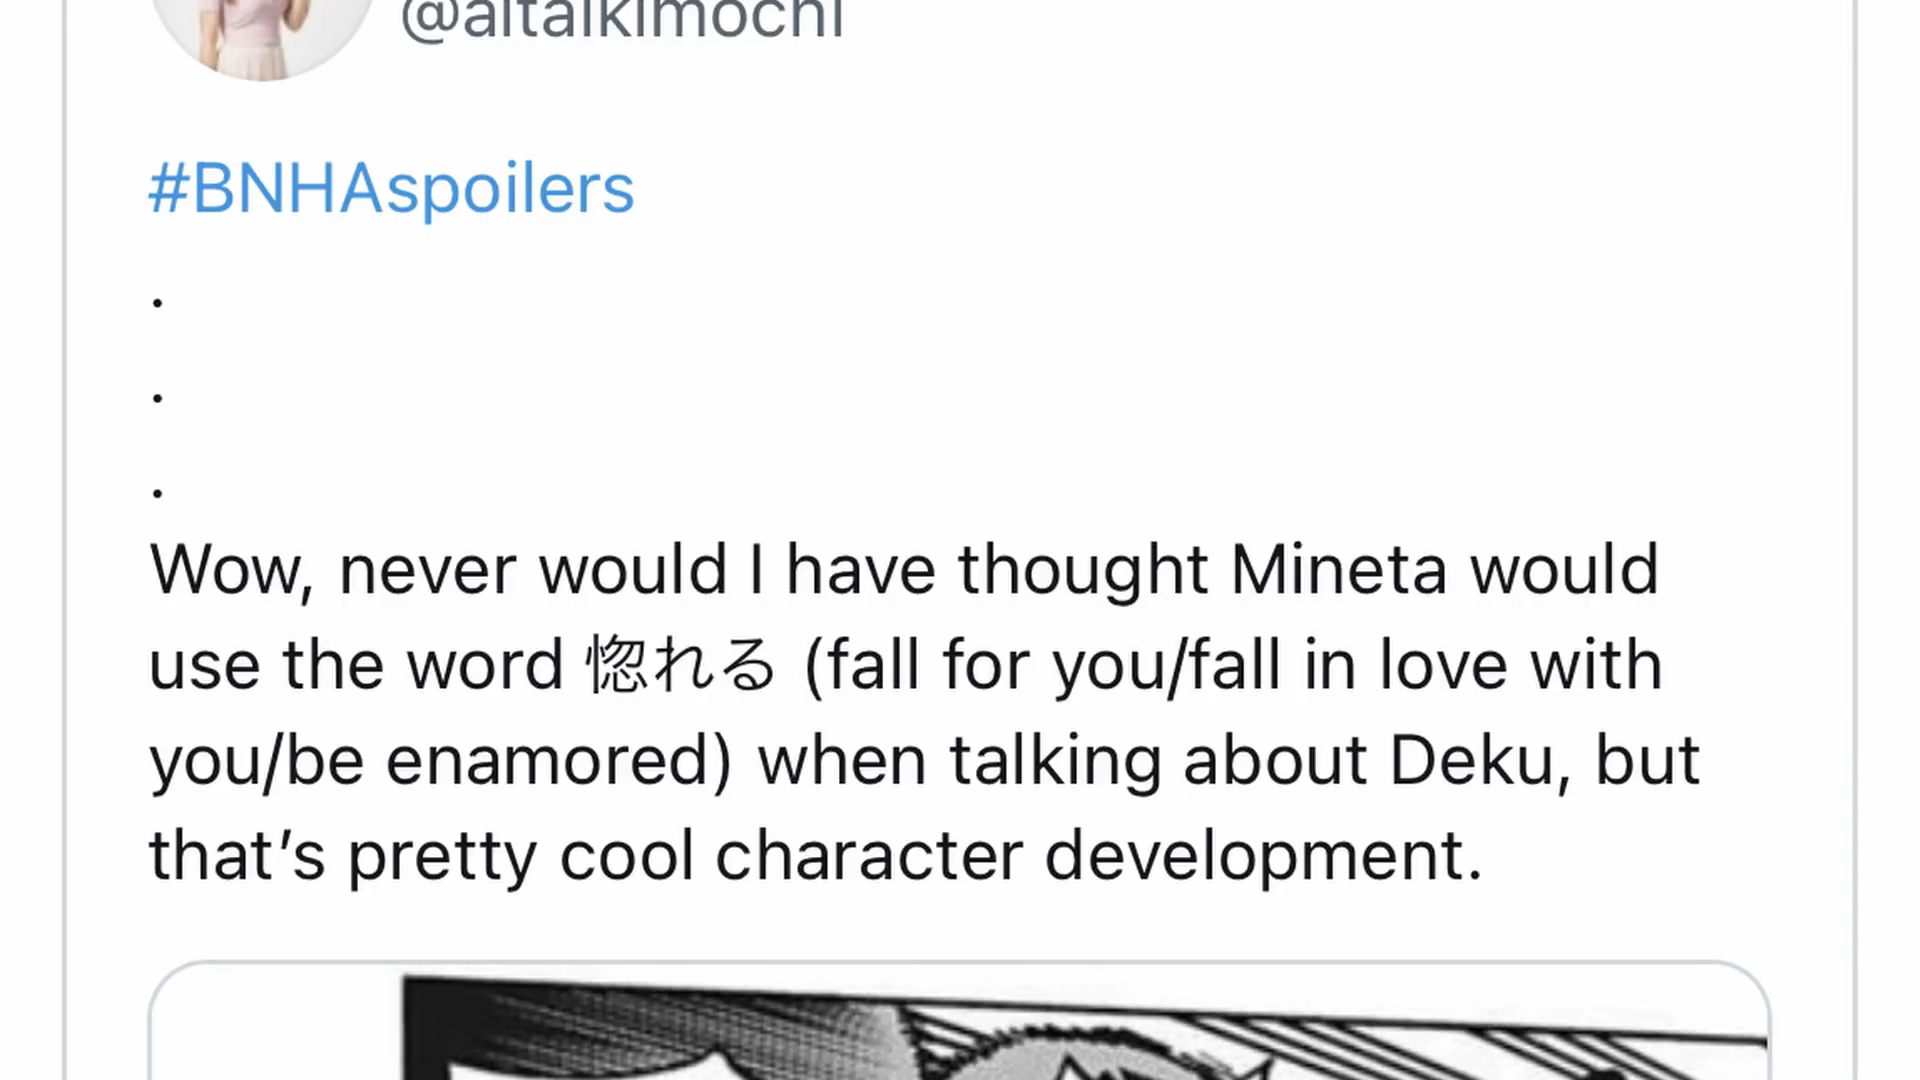 @aitaikimochi
#BNHAspoilers
.
.
.
Wow, never would I have thought Mineta would
use the word 惚れる (fall for you/fall in love with
you/be enamored) when talking about Deku, but
that’s pretty cool character development.